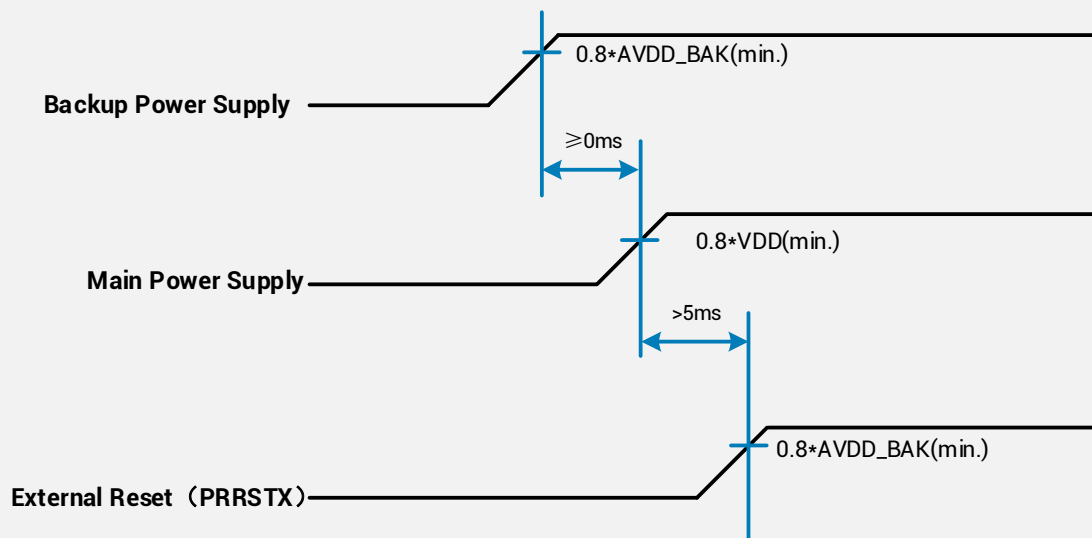 0.8*AVDD_BAK(min.)
Backup Power Supply
≥0ms
0.8*VDD(min.)
Main Power Supply
>5ms
0.8*AVDD_BAK(min.)
External Reset（PRRSTX）